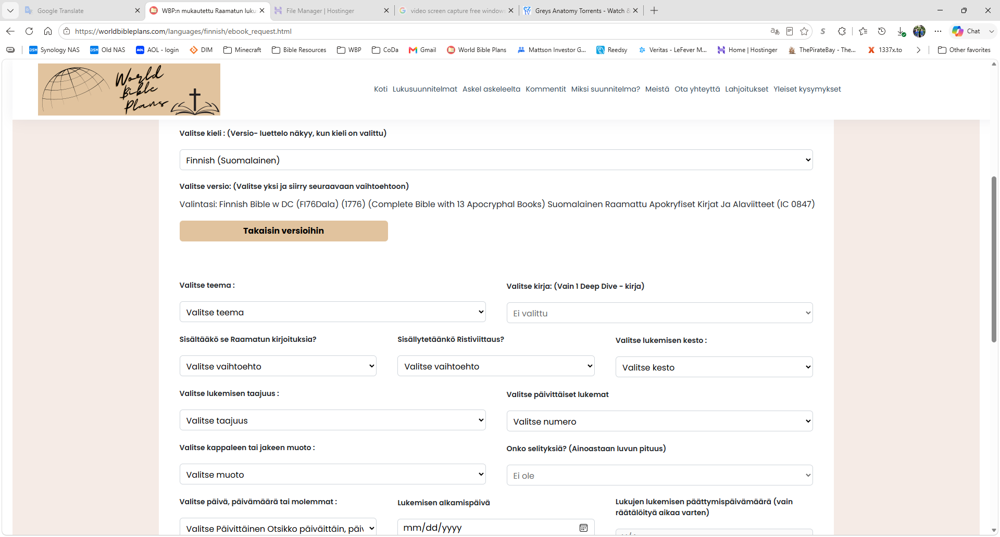 Google Translate
WBP:n mukautettu Raamatun luku
File Manager | Hostinger
video screen capture free windows
Greys Anatomy Torrents - Watch &
https://worldbibleplans.com/languages/finnish/ebook_request.html
Chat
Synology NAS
Old NAS
AOL - login
DIM
Minecraft
Bible Resources
WBP
CoDa
Gmail
World Bible Plans
Mattson Investor G...
Reedsy
Veritas - LeFever M...
Home | Hostinger
ThePirateBay - The...
1337x.to
Other favorites
World
Bible
Plans
Koti Lukusuunnitelmat Askel askeleelta Kommentit Miksi suunnitelma? Meistä Ota yhteyttä Lahjoitukset Yleiset kysymykset
Valitse kieli : (Versio- luettelo näkyy, kun kieli on valittu)
Finnish (Suomalainen)
Valitse versio: (Valitse yksi ja siirry seuraavaan vaihtoehtoon)
Valintasi: Finnish Bible w DC (FI76Dala) (1776) (Complete Bible with 13 Apocryphal Books) Suomalainen Raamattu Apokryfiset Kirjat Ja Alaviitteet (IC 0847)
Takaisin versioihin
Valitse teema :
Valitse kirja: (Vain 1 Deep Dive - kirja)
Valitse teema
Ei valittu
Sisältääkö se Raamatun kirjoituksia?
Sisällytetäänkö Ristiviittaus?
Valitse lukemisen kesto :
Valitse vaihtoehto
Valitse vaihtoehto
Valitse kesto
Valitse lukemisen taajuus :
Valitse päivittäiset lukemat
Valitse taajuus
Valitse numero
Valitse kappaleen tai jakeen muoto :
Onko selityksiä? (Ainoastaan luvun pituus)
Valitse muoto
Ei ole
Valitse päivä, päivämäärä tai molemmat :
Lukemisen alkamispäivä
Lukujen lukemisen päättymispäivämäärä (vain
räätälöityä aikaa varten)
Valitse Päivittäinen Otsikko päiväittäin, päiv
mm/dd/yyyy